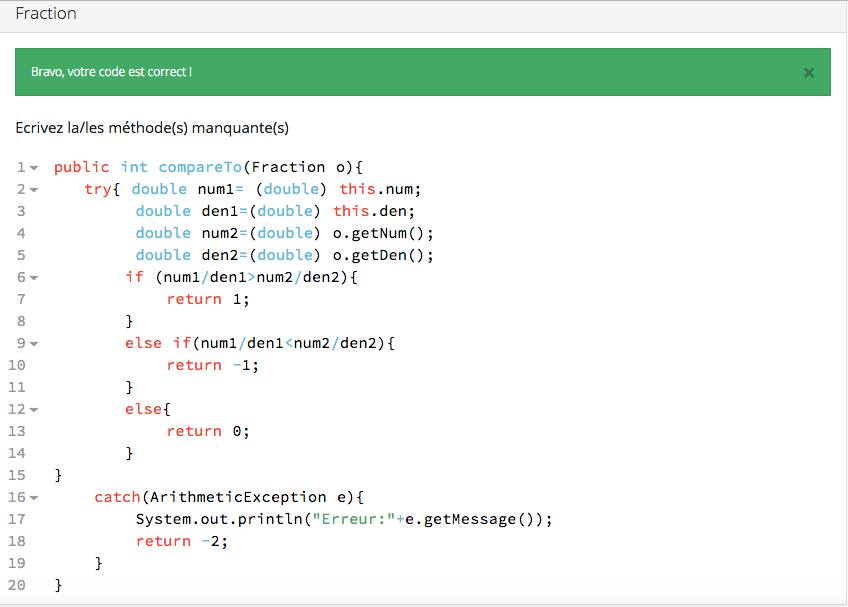 Fraction
Bravo, votre code est correct !
×
Ecrivez la/les méthode(s) manquante(s)
1 public int compareTo(Fraction o){
2 try{ double num1= (double) this.num;
3 double den1=(double) this.den;
4 double num2=(double) o.getNum();
5 double den2=(double) o.getDen();
6 if (num1/den1>num2/den2){
7 return 1;
8 }
9 else if(num1/den1<num2/den2){
10 return -1;
11 }
12 else{
13 return 0;
14 }
15 }
16 catch(ArithmeticException e){
17 System.out.println("Erreur:"+e.getMessage());
18 return -2;
19 }
20 }